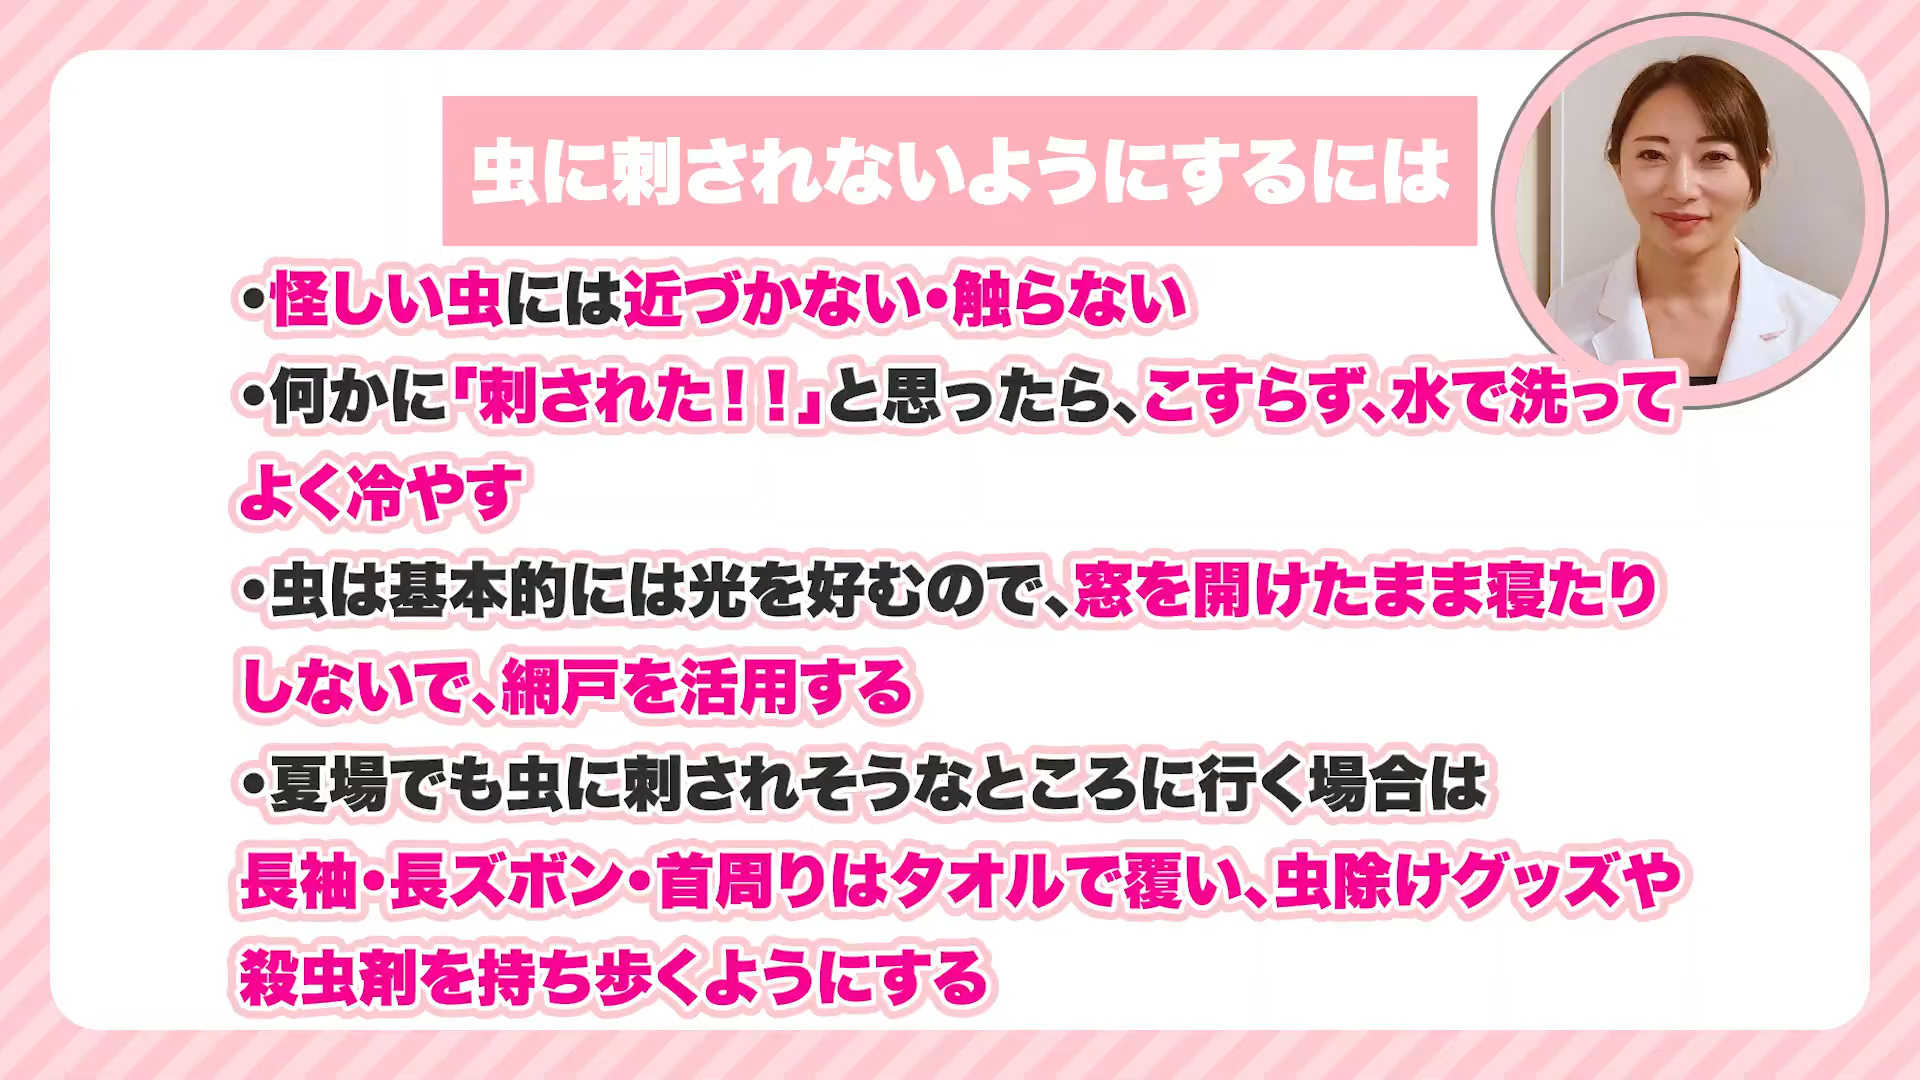 虫に刺されないようにするには
・怪しい虫には近づかない・触らない
・何かに「刺された！！」と思ったら、こすらず、水で洗って
よく冷やす
・虫は基本的には光を好むので、窓を開けたまま寝たり
しないで、網戸を活用する
・夏場でも虫に刺されそうなところに行く場合は
長袖・長ズボン・首周りはタオルで覆い、虫除けグッズや
殺虫剤を持ち歩くようにする